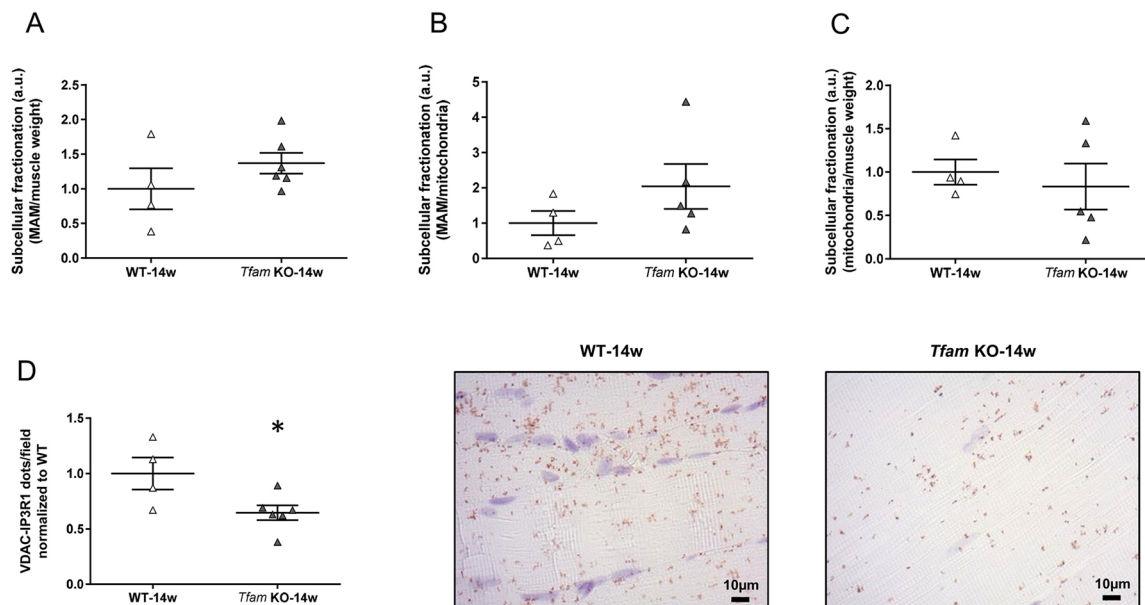 A
Subcellular fractionation (a.u.)
(MAM/muscle weight)
2.5
2.0
1.5
1.0
0.5
0.0
WT-14w
Tfam KO-14w
B
Subcellular fractionation (a.u.)
(MAM/mitochondria)
5
4
3
2
1
0
WT-14w
Tfam KO-14w
C
Subcellular fractionation (a.u.)
(mitochondria/muscle weight)
2.0
1.5
1.0
0.5
0.0
WT-14w
Tfam KO-14w
D
VDAC-IP3R1 dots/field
normalized to WT
1.5
1.0
0.5
0.0
*
WT-14w
Tfam KO-14w
WT-14w
10µm
Tfam KO-14w
10µm